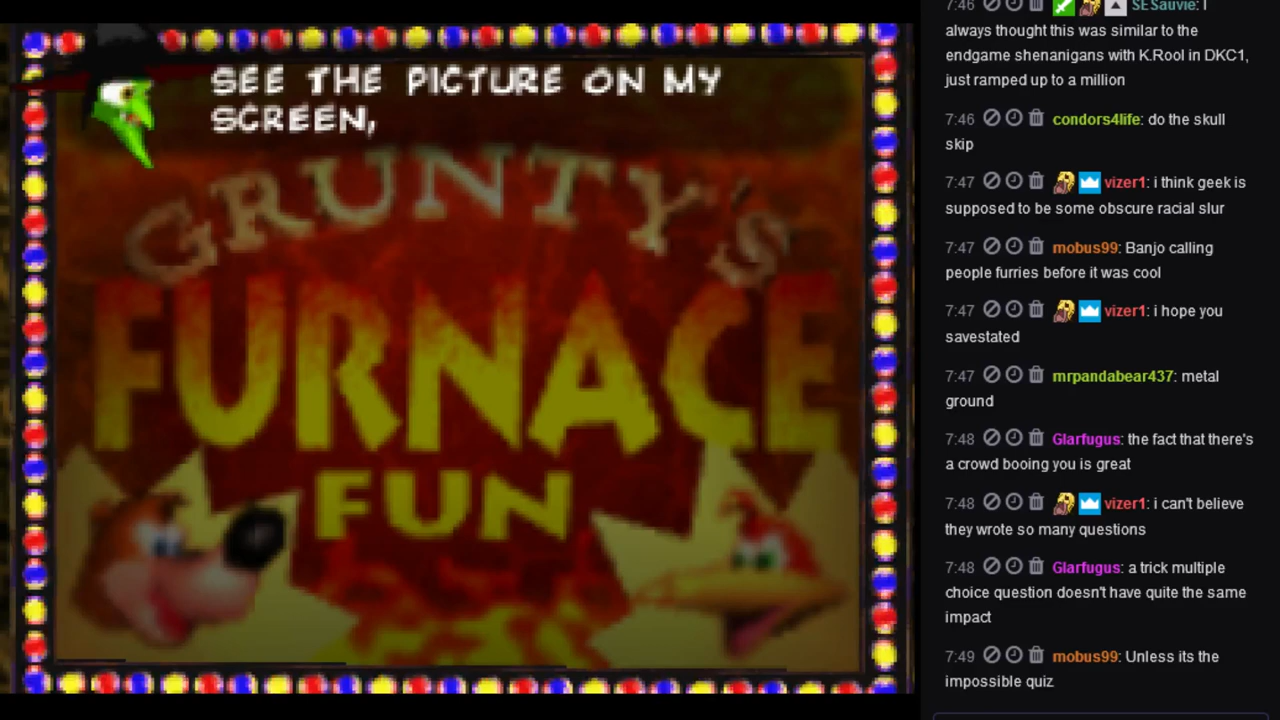 SEE THE PICTURE ON MY
SCREEN,
GRUNTY'S
FURNACE
FUN
7:46 SESauvie: I
always thought this was similar to the
endgame shenanigans with K.Rool in DKC1,
just ramped up to a million
7:46 condors4life: do the skull
skip
7:47 vizer1: i think geek is
supposed to be some obscure racial slur
7:47 mobus99: Banjo calling
people furries before it was cool
7:47 vizer1: i hope you
savestated
7:47 mrpandabear437: metal
ground
7:48 Glarfugus: the fact that there's
a crowd booing you is great
7:48 vizer1: i can't believe
they wrote so many questions
7:48 Glarfugus: a trick multiple
choice question doesn't have quite the same
impact
7:49 mobus99: Unless its the
impossible quiz